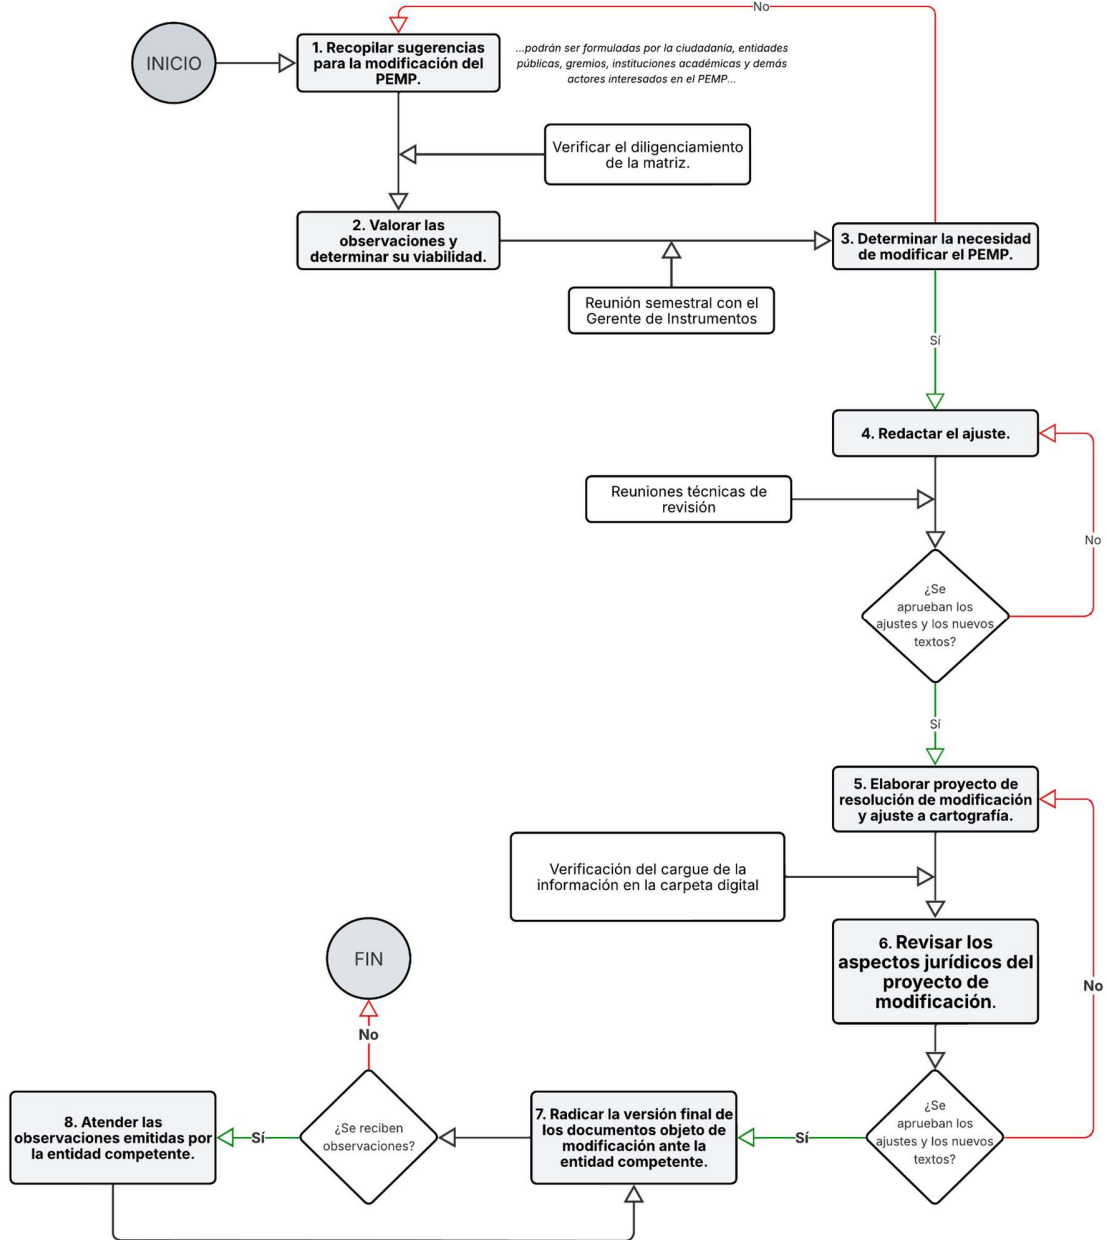 No
INICIO
1. Recopilar sugerencias
para la modificación del
PEMP.
...podrán ser formuladas por la ciudadanía, entidades
públicas, gremios, instituciones académicas y demás
actores interesados en el PEMP...
Verificar el diligenciamiento
de la matriz.
2. Valorar las
observaciones y
determinar su viabilidad.
3. Determinar la necesidad
de modificar el PEMP.
Reunión semestral con el
Gerente de Instrumentos
Sí
4. Redactar el ajuste.
Reuniones técnicas de
revisión
No
¿Se
aprueban los
ajustes y los nuevos
textos?
Sí
5. Elaborar proyecto de
resolución de modificación
y ajuste a cartografía.
Verificación del cargue de la
información en la carpeta digital
6. Revisar los
aspectos jurídicos del
proyecto de
modificación.
No
FIN
No
¿Se
aprueban los
ajustes y los nuevos
textos?
Sí
7. Radicar la versión final de
los documentos objeto de
modificación ante la
entidad competente.
¿Se reciben
observaciones?
Sí
8. Atender las
observaciones emitidas por
la entidad competente.